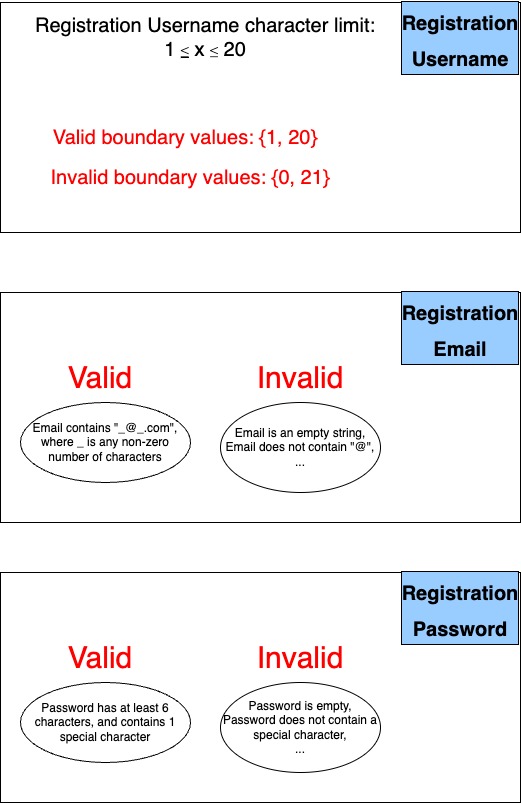 Registration Username character limit:
1 ≤ x ≤ 20
Registration
Username
Valid boundary values: {1, 20}
Invalid boundary values: {0, 21}
Registration
Email
Valid
Invalid
Email contains "_@_.com",
where _ is any non-zero
number of characters
Email is an empty string,
Email does not contain "@",
...
Registration
Password
Valid
Invalid
Password has at least 6
characters, and contains 1
special character
Password is empty,
Password does not contain a
special character,
...